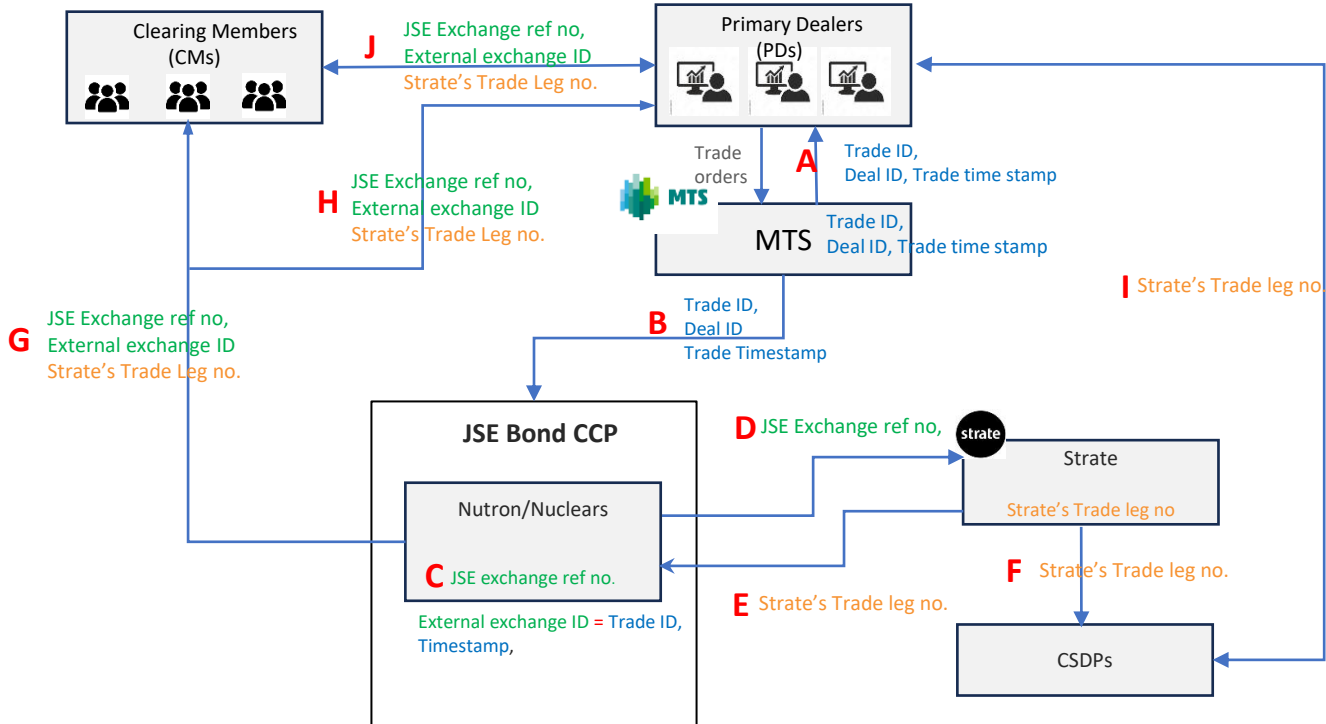 Clearing Members
(CMs)
J
JSE Exchange ref no,
External exchange ID
Strate's Trade Leg no.
Primary Dealers
(PDs)
Trade
orders
A
Trade ID,
Deal ID, Trade time stamp
H
JSE Exchange ref no,
External exchange ID
Strate's Trade Leg no.
MTS
MTS
Trade ID,
Deal ID, Trade time stamp
I
Strate's Trade leg no.
G
JSE Exchange ref no,
External exchange ID
Strate's Trade Leg no.
B
Trade ID,
Deal ID
Trade Timestamp
JSE Bond CCP
D
JSE Exchange ref no,
strate
Strate
Strate's Trade leg no
Nutron/Nuclears
C
JSE exchange ref no.
External exchange ID = Trade ID,
Timestamp,
E
Strate's Trade leg no.
F
Strate's Trade leg no.
CSDPs